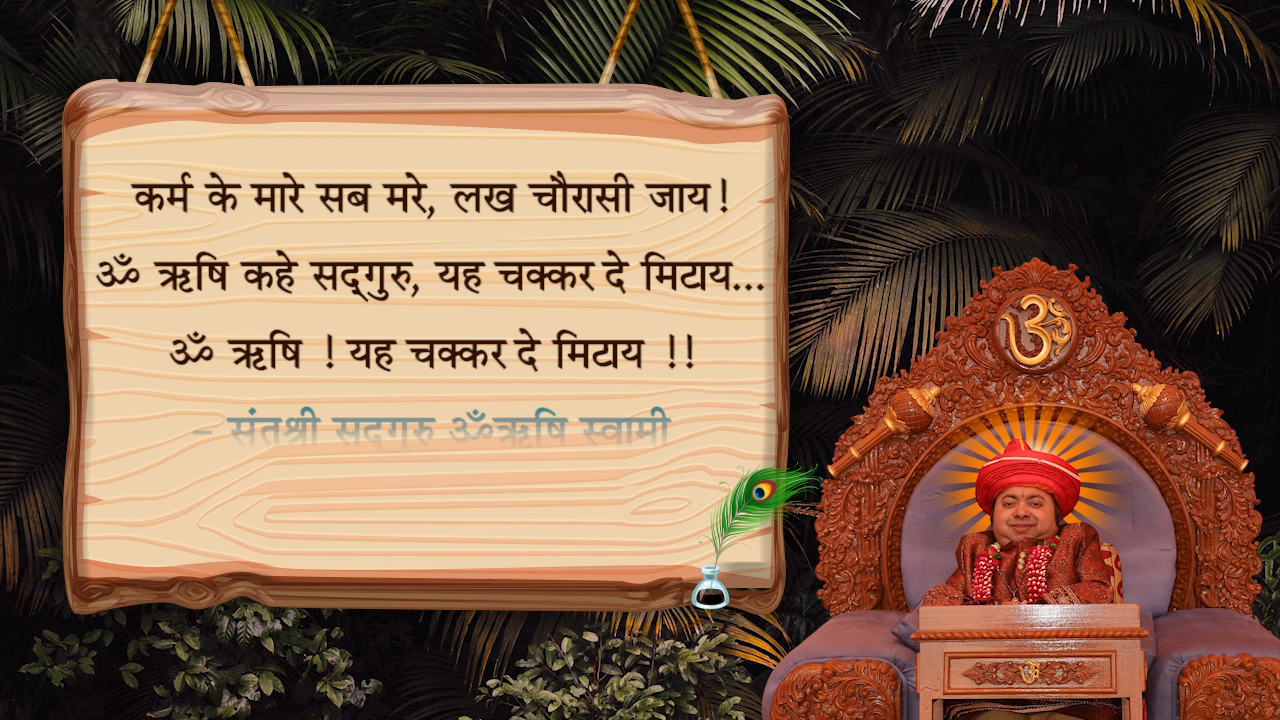 कर्म के मारे सब मरे, लख चौरासी जाय!
ॐ ऋषि कहे सद्‌गुरु, यह चक्कर दे मिटाय...
ॐ ऋषि ! यह चक्कर दे मिटाय !!
- संतश्री सदगुरु ॐऋषि स्वामी
ॐ
ॐ